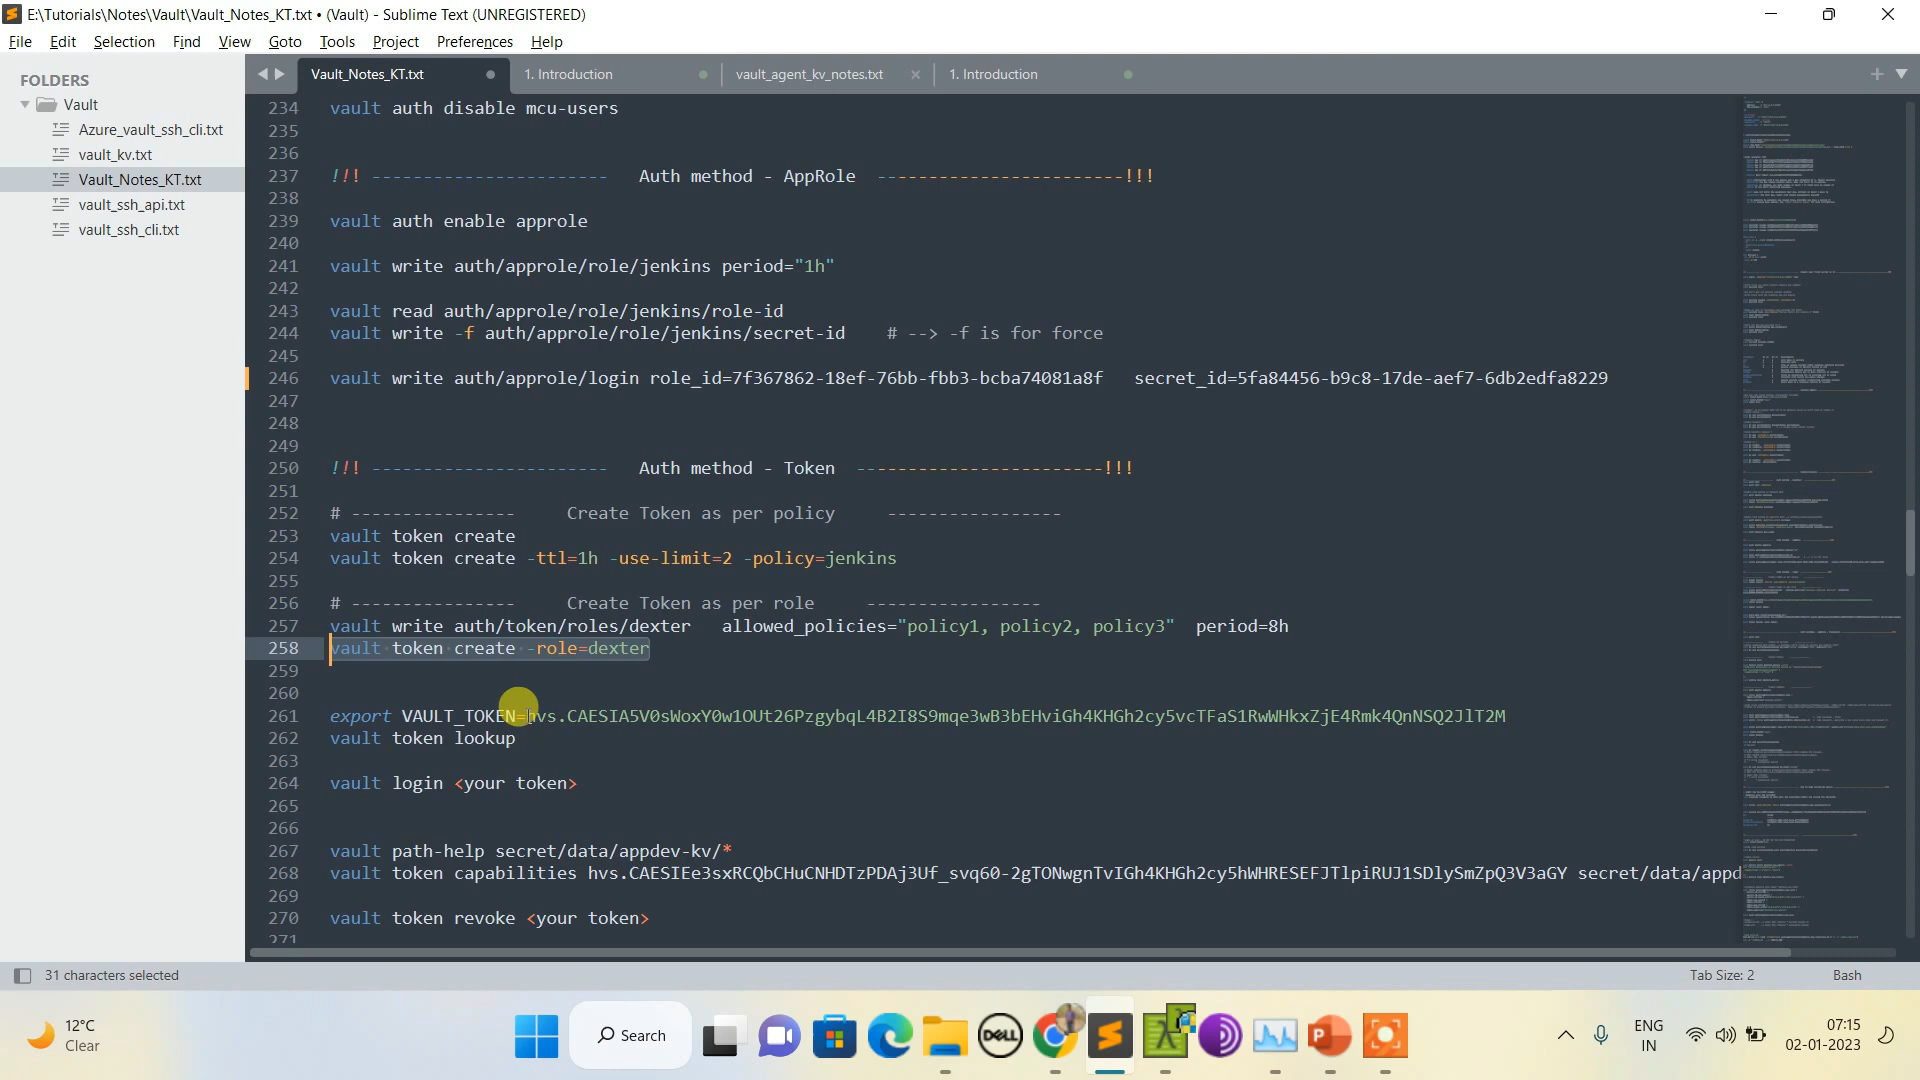 E:\Tutorials\Notes\Vault\Vault_Notes_KT.txt • (Vault) - Sublime Text (UNREGISTERED)
File Edit Selection Find View Goto Tools Project Preferences Help
FOLDERS
Vault
Azure_vault_ssh_cli.txt
vault_kv.txt
Vault_Notes_KT.txt
vault_ssh_api.txt
vault_ssh_cli.txt
Vault_Notes_KT.txt 1. Introduction vault_agent_kv_notes.txt 1. Introduction
234 vault auth disable mcu-users
235
236
237 !!! ----------------------- Auth method - AppRole ------------------------!!!
238
239 vault auth enable approle
240
241 vault write auth/approle/role/jenkins period="1h"
242
243 vault read auth/approle/role/jenkins/role-id
244 vault write -f auth/approle/role/jenkins/secret-id # --> -f is for force
245
246 vault write auth/approle/login role_id=7f367862-18ef-76bb-fbb3-bcba74081a8f secret_id=5fa84456-b9c8-17de-aef7-6db2edfa8229
247
248
249
250 !!! ----------------------- Auth method - Token ------------------------!!!
251
252 # ---------------- Create Token as per policy -----------------
253 vault token create
254 vault token create -ttl=1h -use-limit=2 -policy=jenkins
255
256 # ---------------- Create Token as per role -----------------
257 vault write auth/token/roles/dexter allowed_policies="policy1, policy2, policy3" period=8h
258 vault token create -role=dexter
259
260
261 export VAULT_TOKEN=hvs.CAESIA5V0sWoxY0w1OUt26PzgybqL4B2I8S9mqe3wB3bEHviGh4KHGh2cy5vcTFaS1RwWHkxZjE4Rmk4QnNSQ2JlT2M
262 vault token lookup
263
264 vault login <your token>
265
266
267 vault path-help secret/data/appdev-kv/*
268 vault token capabilities hvs.CAESIEe3sxRCQbCHuCNHDTzPDAj3Uf_svq60-2gTONwgnTvIGh4KHGh2cy5hWHRESEFJTlpiRUJ1SDlySmZpQ3V3aGY secret/data/appd
269
270 vault token revoke <your token>
271
31 characters selected Tab Size: 2 Bash
12°C
Clear
Search
DELL
ENG
IN
07:15
02-01-2023